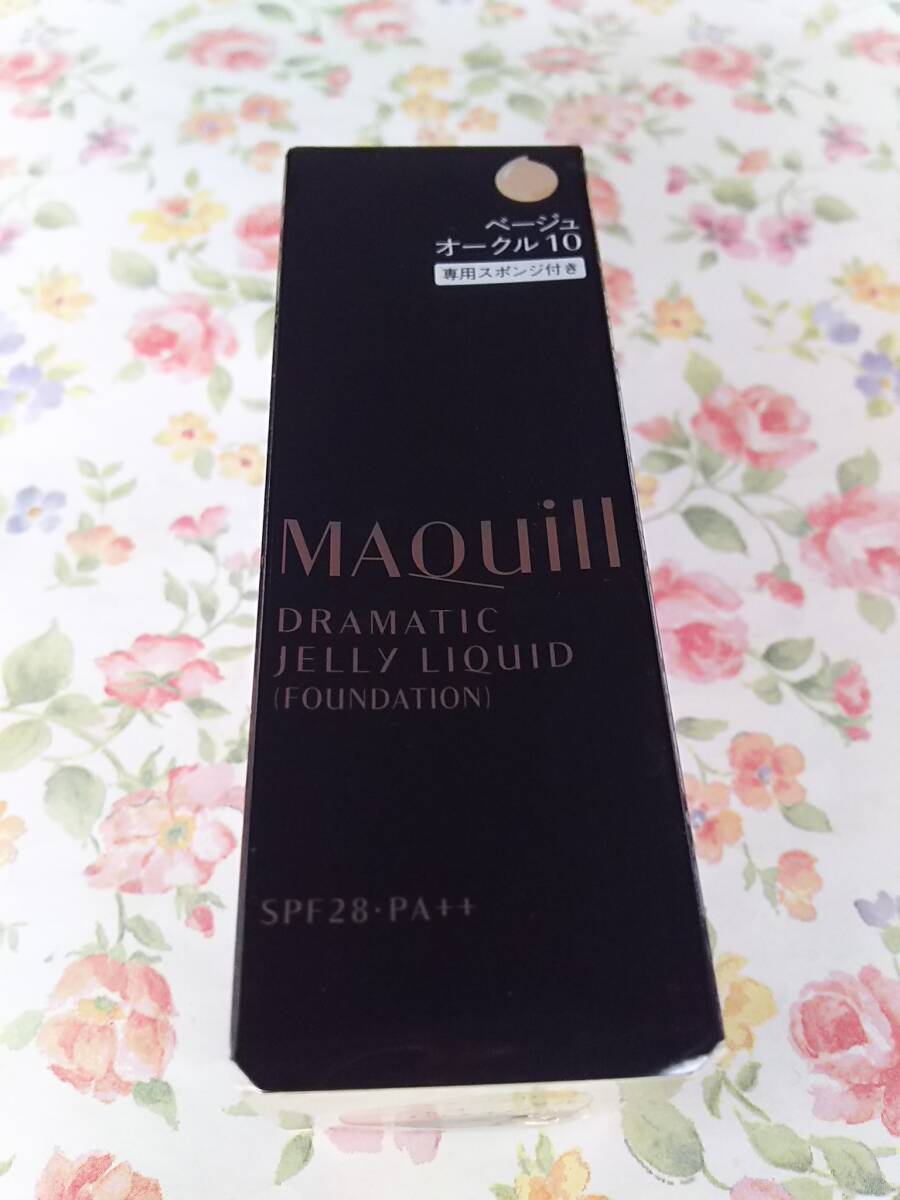 ベージュ
オークル10
専用スポンジ付き
MAQuill
DRAMATIC
JELLY LIQUID
(FOUNDATION)
SPF28·PA++